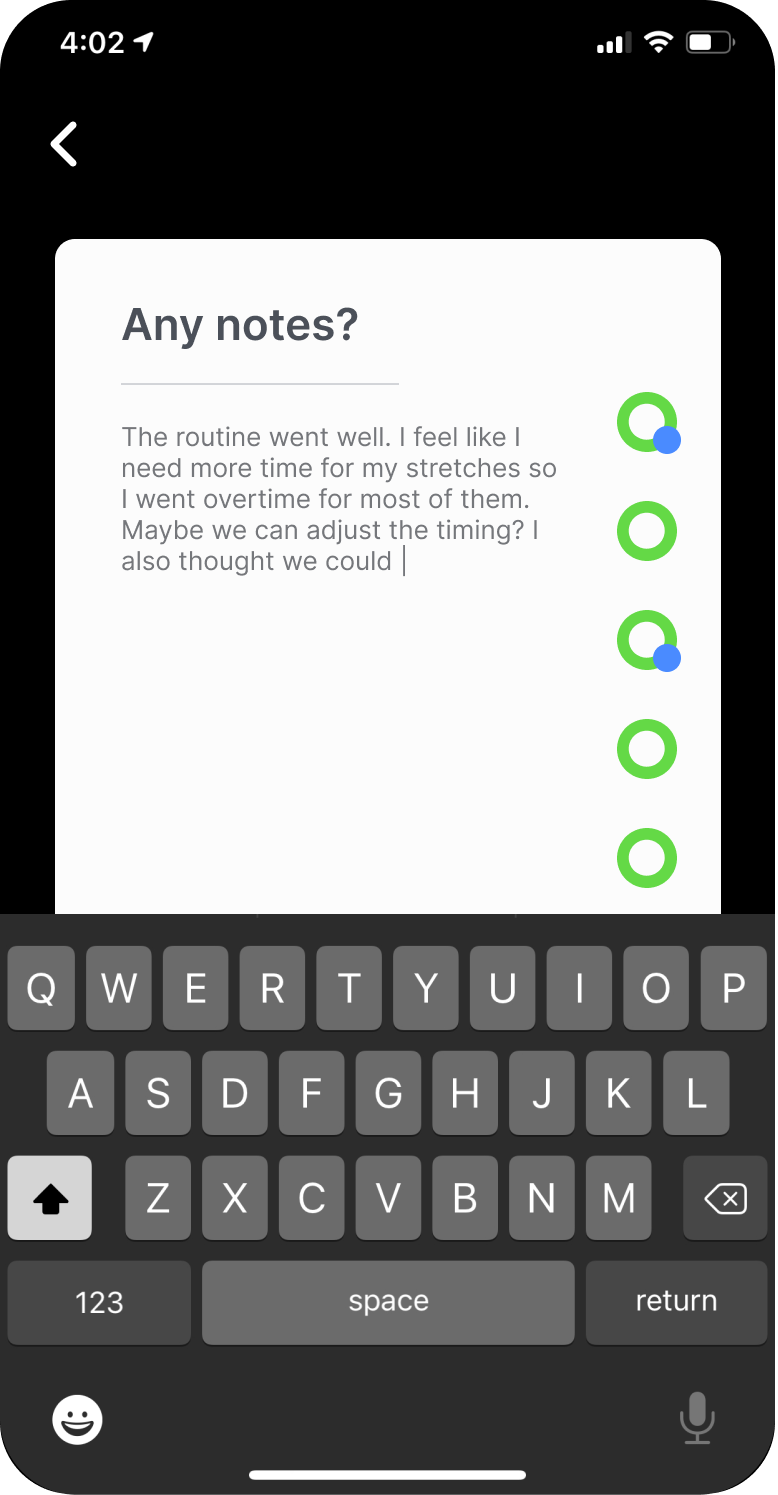 4:02
Any notes?
The routine went well. I feel like I
need more time for my stretches so
I went overtime for most of them.
Maybe we can adjust the timing? I
also thought we could
Q W E R T Y U I O P
A S D F G H J K L
Z X C V B N M
123 space return